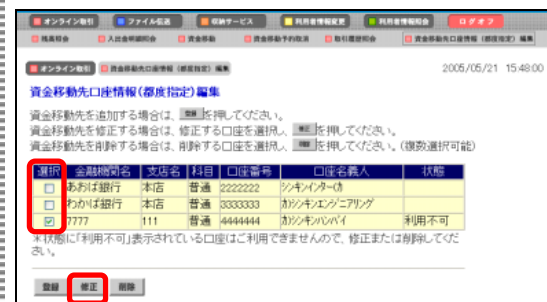 オンライン取引 ファイル伝送 収納サービス 利用者情報変更 利用者情報照会 ログオフ
残高照会 入出金明細照会 資金移動 資金移動予約取消 取引履歴照会 資金移動先口座情報(都度指定)編集
オンライン取引 資金移動先口座情報(都度指定)編集 2005/05/21 15:48:00
資金移動先口座情報(都度指定)編集
資金移動先を追加する場合は、登録を押してください。
資金移動先を修正する場合は、修正する口座を選択し、修正を押してください。
資金移動先を削除する場合は、削除する口座を選択し、削除を押してください。(複数選択可能)
選択 金融機関名 支店名 科目 口座番号 口座名義人 状態
あおば銀行 本店 普通 2222222 シンキンインターカ)
わかば銀行 本店 普通 3333333 カ)シンキンエンジニアリング
7777 111 普通 4444444 カ)シンキンハンバイ 利用不可
*状態に「利用不可」表示されている口座はご利用できませんので、修正または削除してくだ
さい。
登録 修正 削除